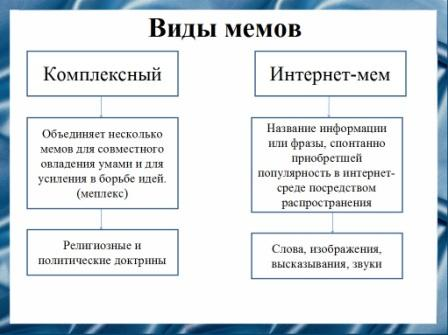 Виды мемов
Комплексный
Объединяет несколько
мемов для совместного
овладения умами и для
усиления в борьбе идей.
(меплекс)
Религиозные и
политические доктрины
Интернет-мем
Название информации
или фразы, спонтанно
приобретшей
популярность в интернет-
среде посредством
распространения
Слова, изображения,
высказывания, звуки